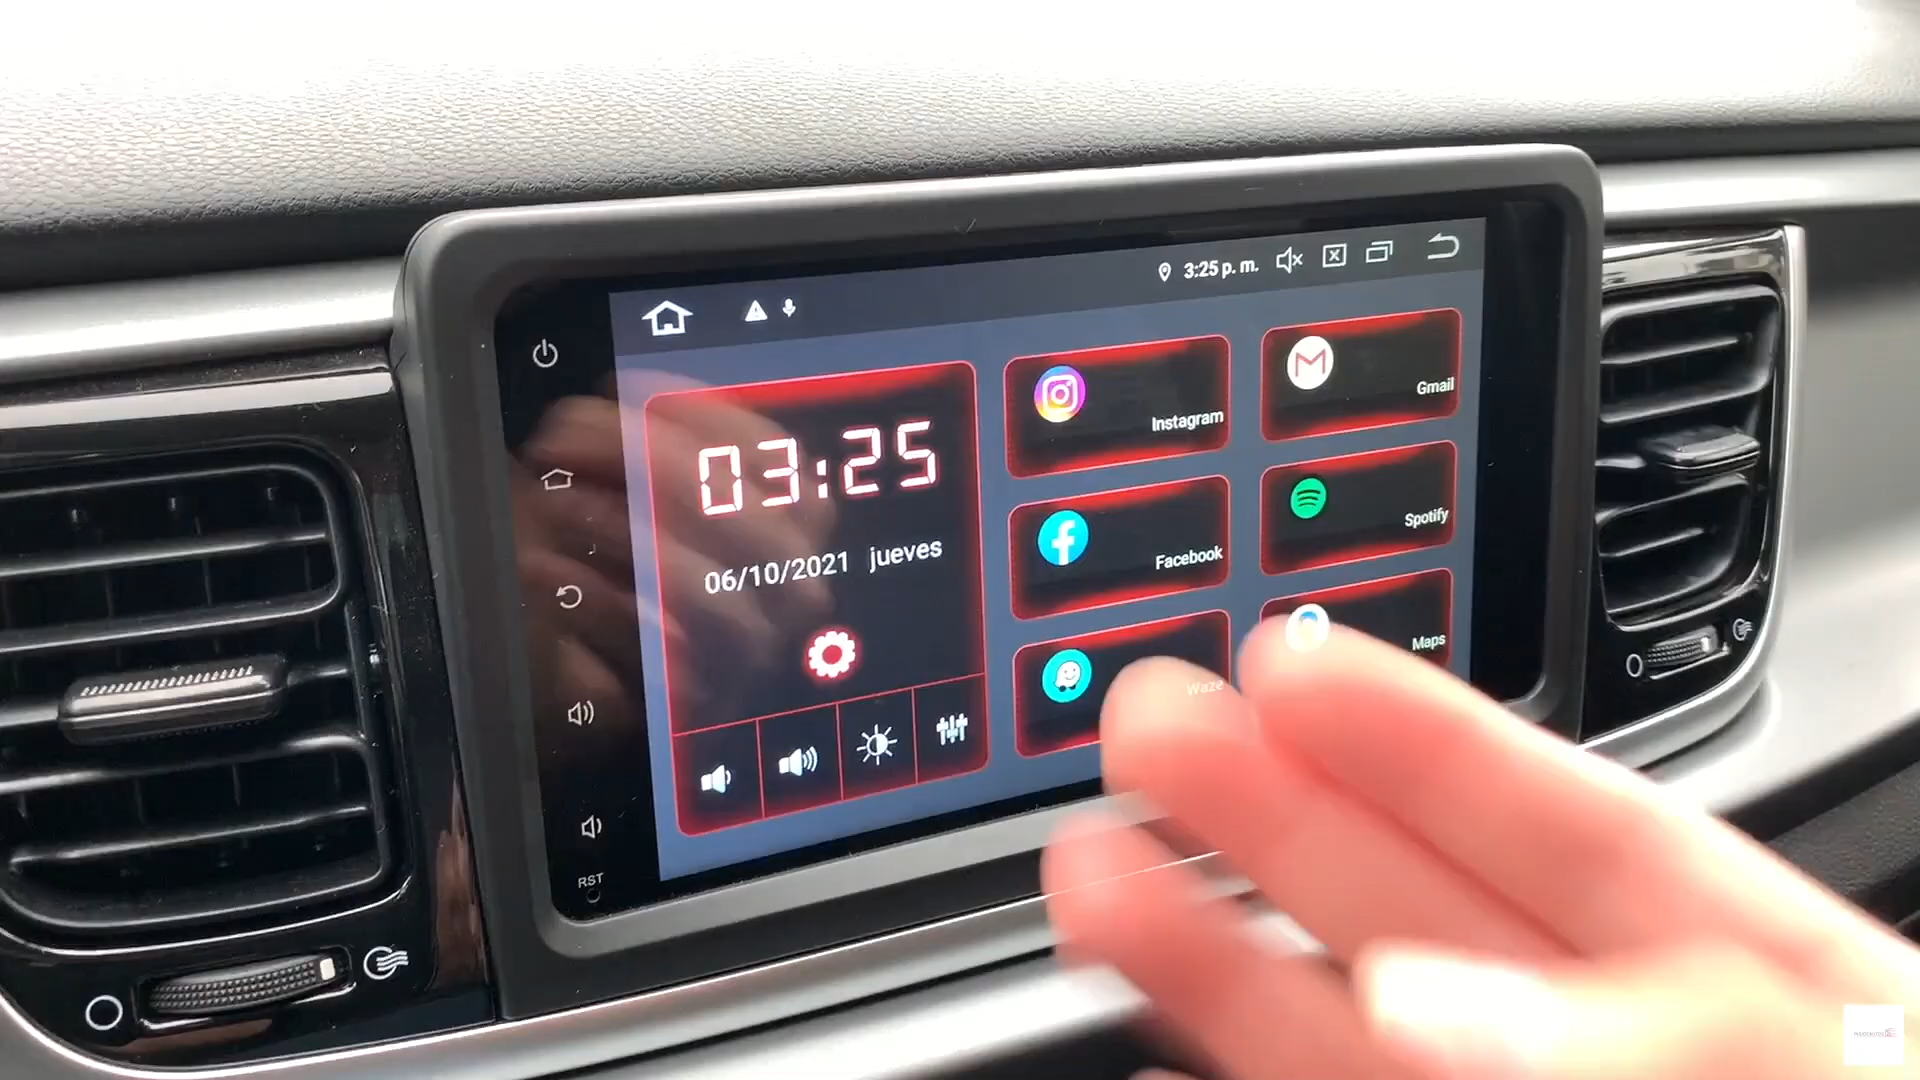 3:25 p. m.
03:25
06/10/2021 jueves
Instagram
Gmail
Facebook
Spotify
Waze
Maps
RST